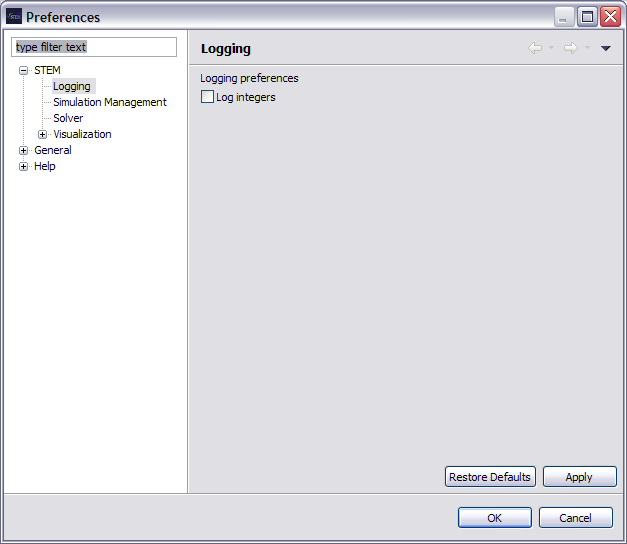 Preferences
type filter text
STEM
Logging
Simulation Management
Solver
Visualization
General
Help
Logging
Logging preferences
Log integers
Restore Defaults
Apply
OK
Cancel